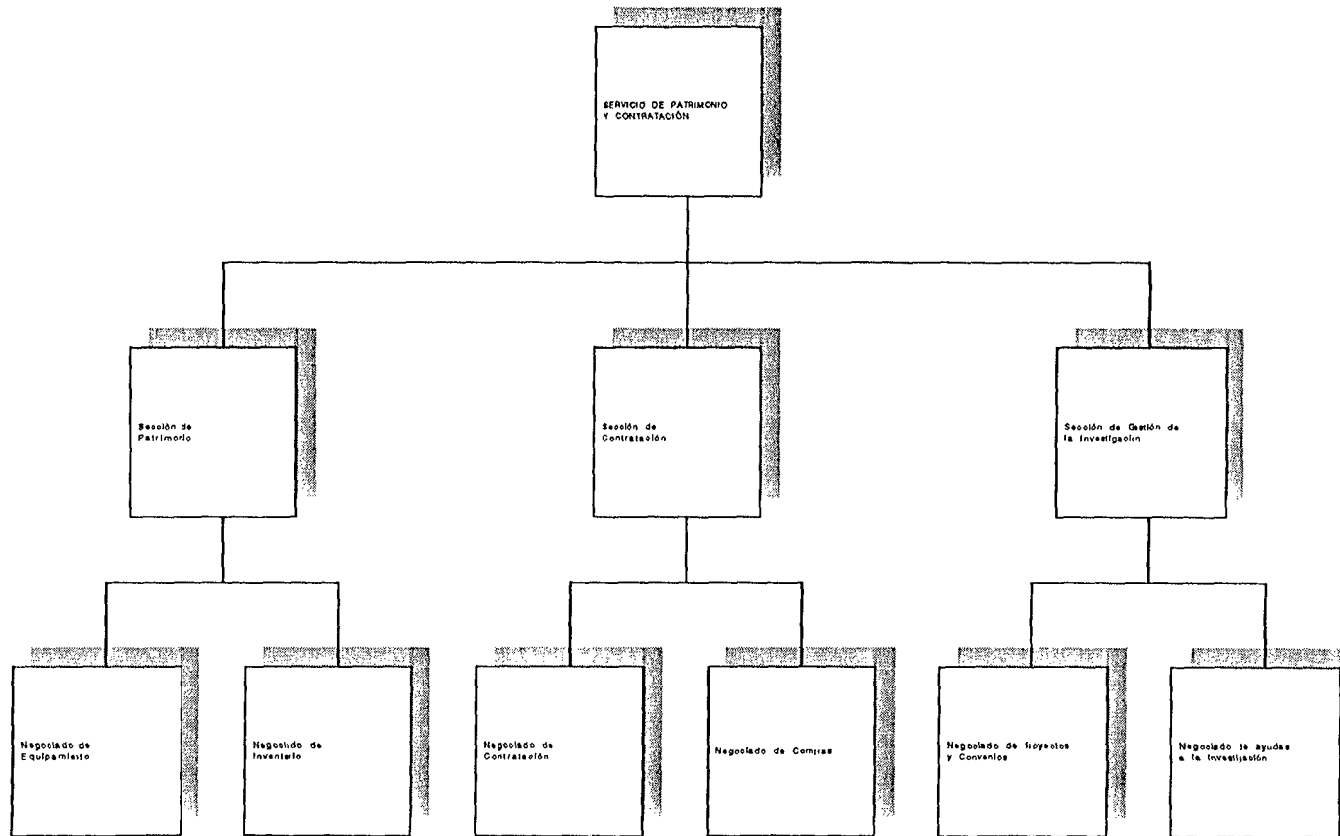 SERVICIO DE PATRIMONIO
Y CONTRATACIÓN
Sección de
Patrimonio
Sección de
Contratación
Sección de Gestión de
la Investigación
Negociado de
Equipamiento
Negociado de
Inventario
Negociado de
Contratación
Negociado de Compras
Negociado de Proyectos
y Convenios
Negociado de ayudas
a la Investigación